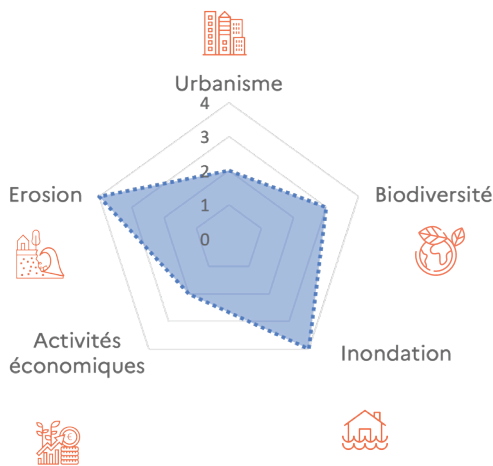 Urbanisme
4
3
2
1
0
Erosion
Biodiversité
Activités
économiques
Inondation
€